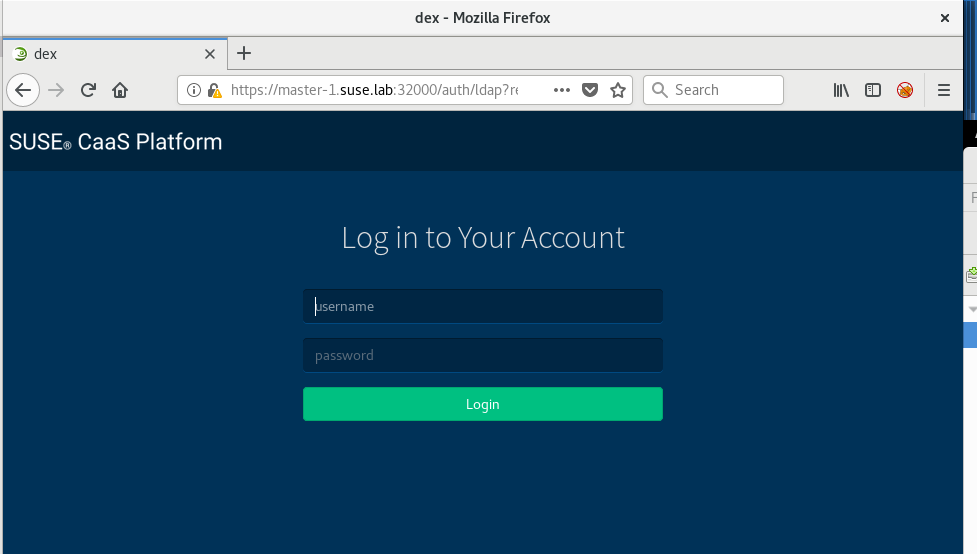 dex - Mozilla Firefox
dex
https://master-1.suse.lab:32000/auth/ldap?re
Search
SUSE® CaaS Platform
Log in to Your Account
username
password
Login